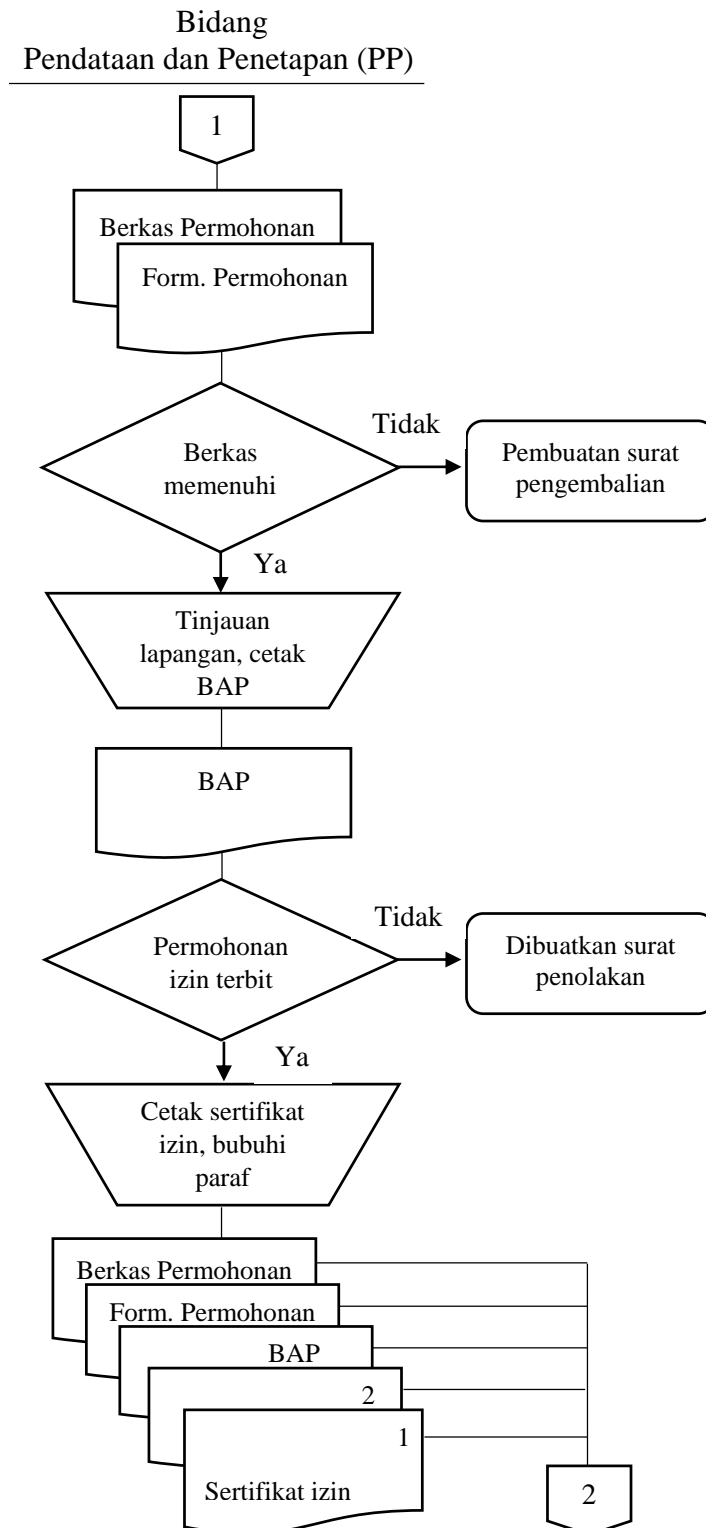 Bidang
Pendataan dan Penetapan (PP)
1
Berkas Permohonan
Form. Permohonan
Berkas
memenuhi
Tidak
Pembuatan surat
pengembalian
Ya
Tinjauan
lapangan, cetak
BAP
BAP
Permohonan
izin terbit
Tidak
Dibuatkan surat
penolakan
Ya
Cetak sertifikat
izin, bubuhi
paraf
Berkas Permohonan
Form. Permohonan
BAP
2
1
Sertifikat izin
2